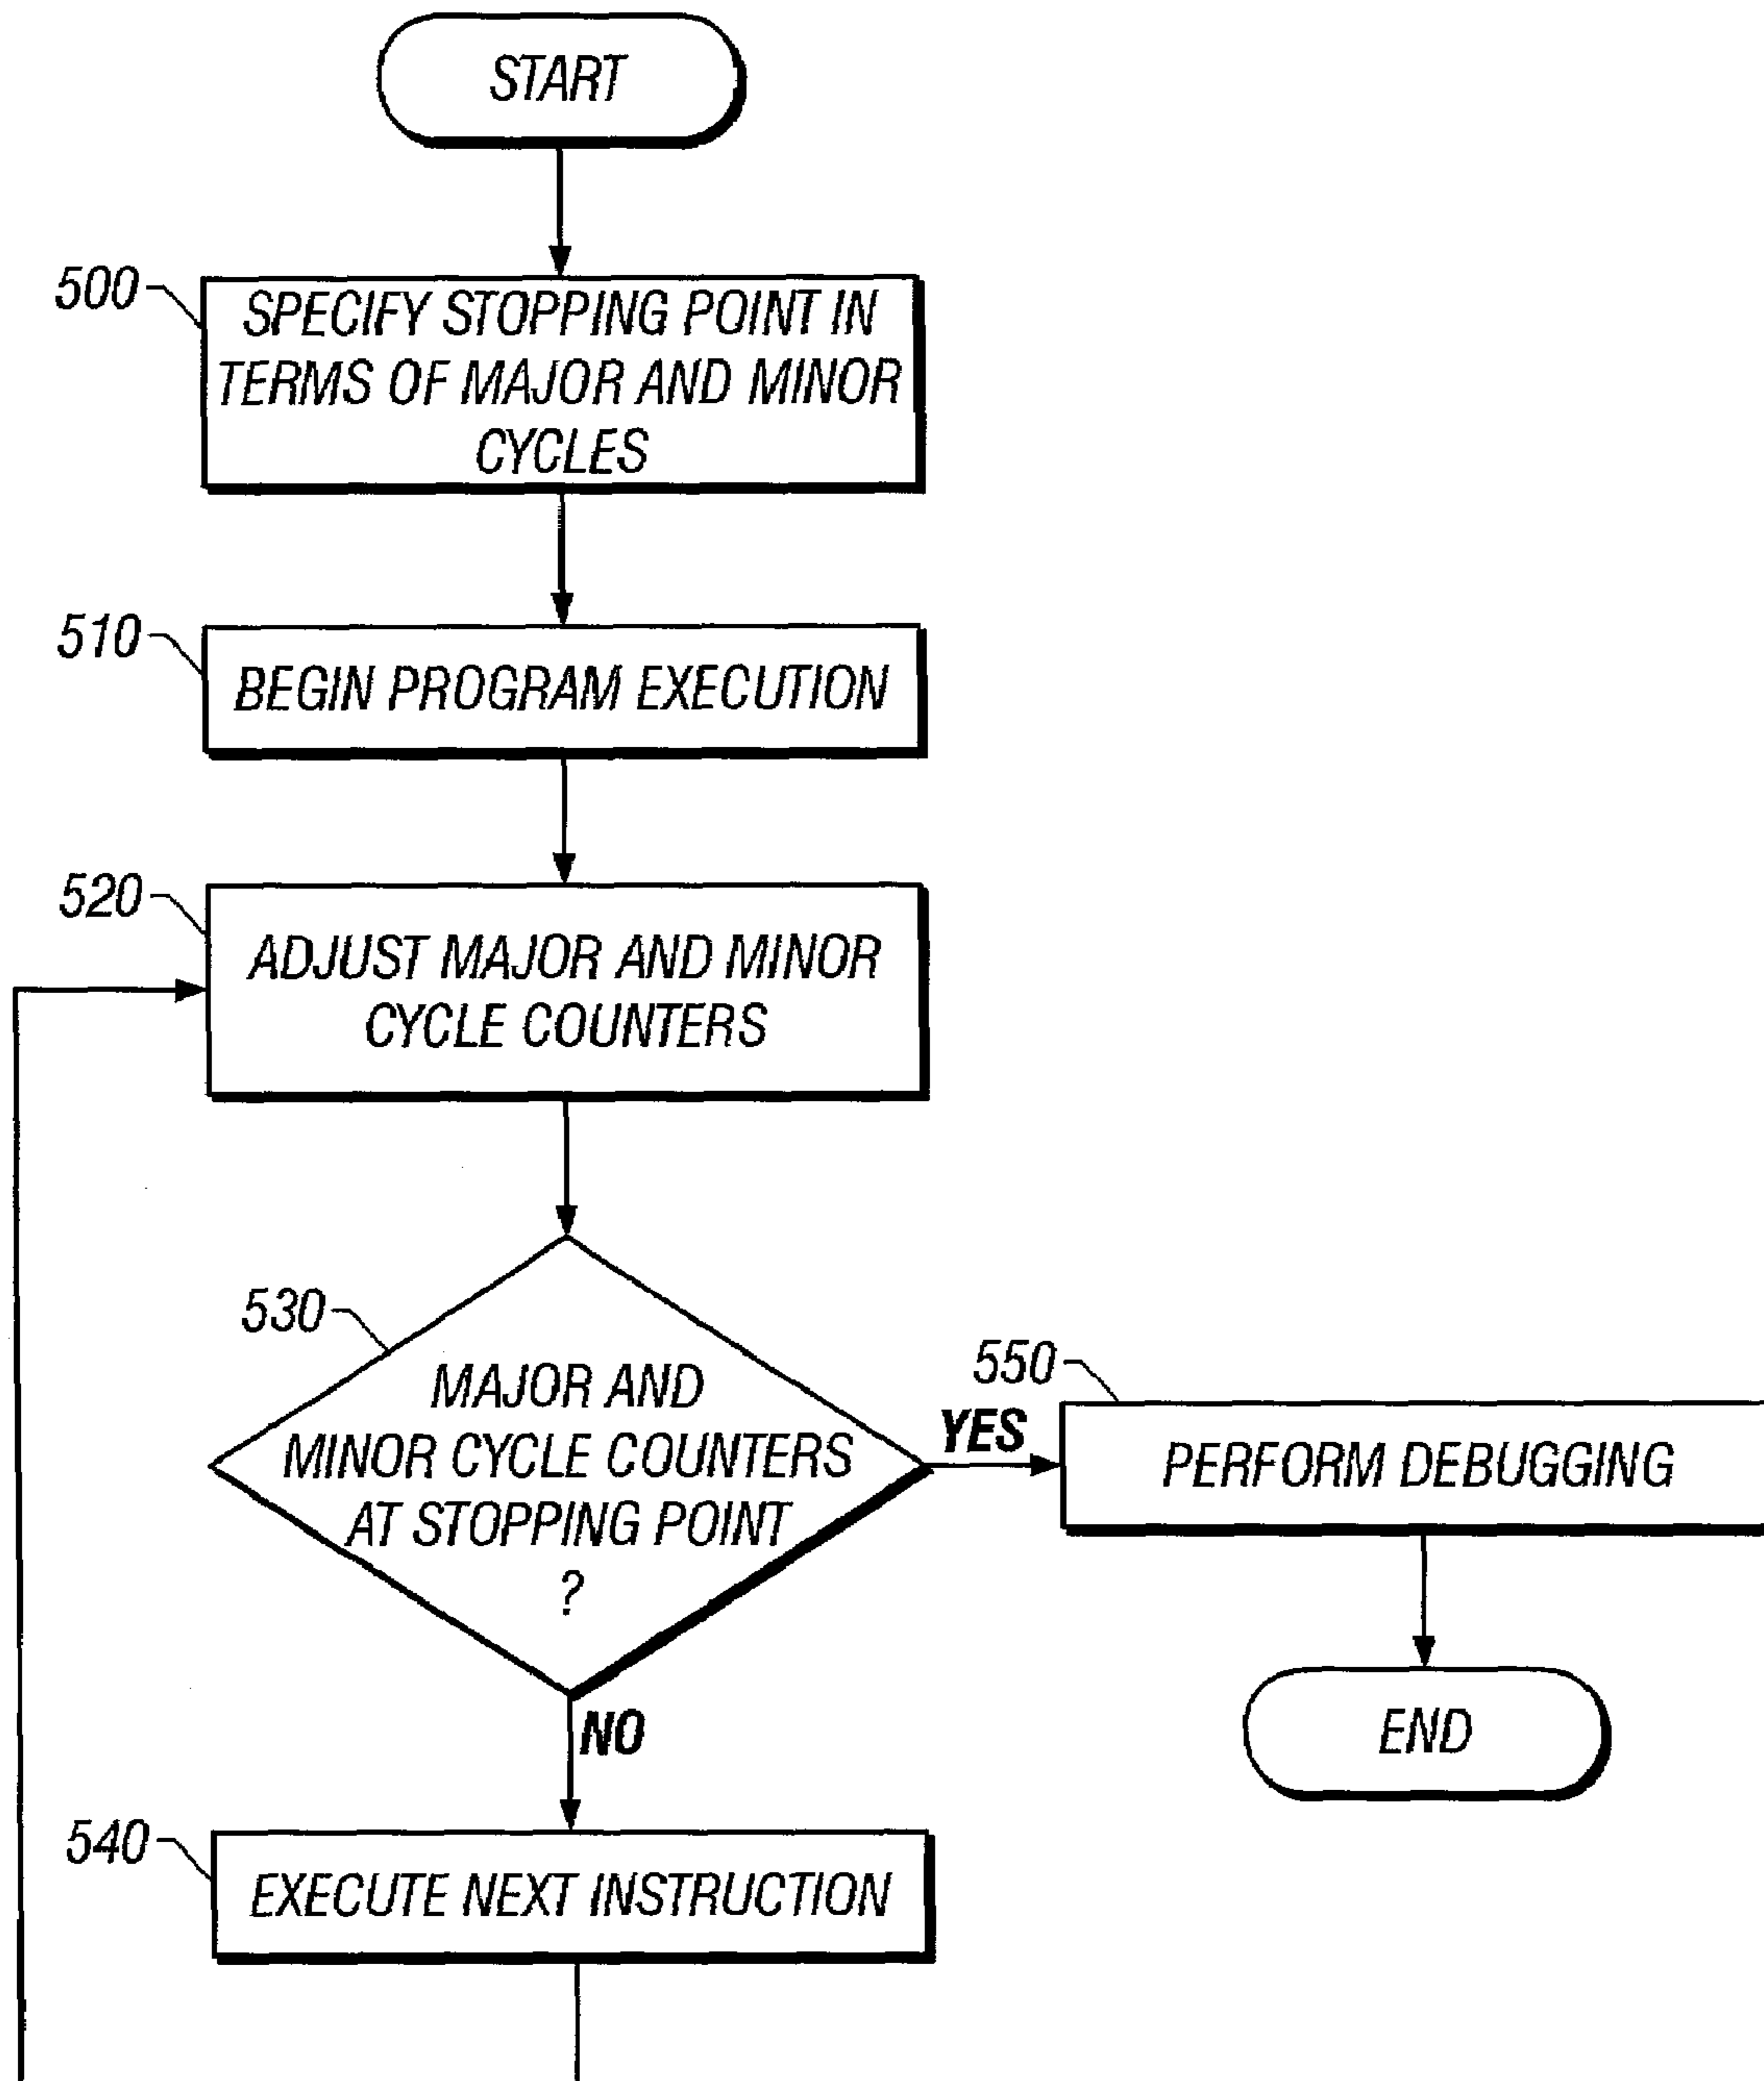 START
500
SPECIFY STOPPING POINT IN
TERMS OF MAJOR AND MINOR
CYCLES
510
BEGIN PROGRAM EXECUTION
520
ADJUST MAJOR AND MINOR
CYCLE COUNTERS
530
MAJOR AND
MINOR CYCLE COUNTERS
AT STOPPING POINT
?
YES
550
PERFORM DEBUGGING
END
NO
540
EXECUTE NEXT INSTRUCTION